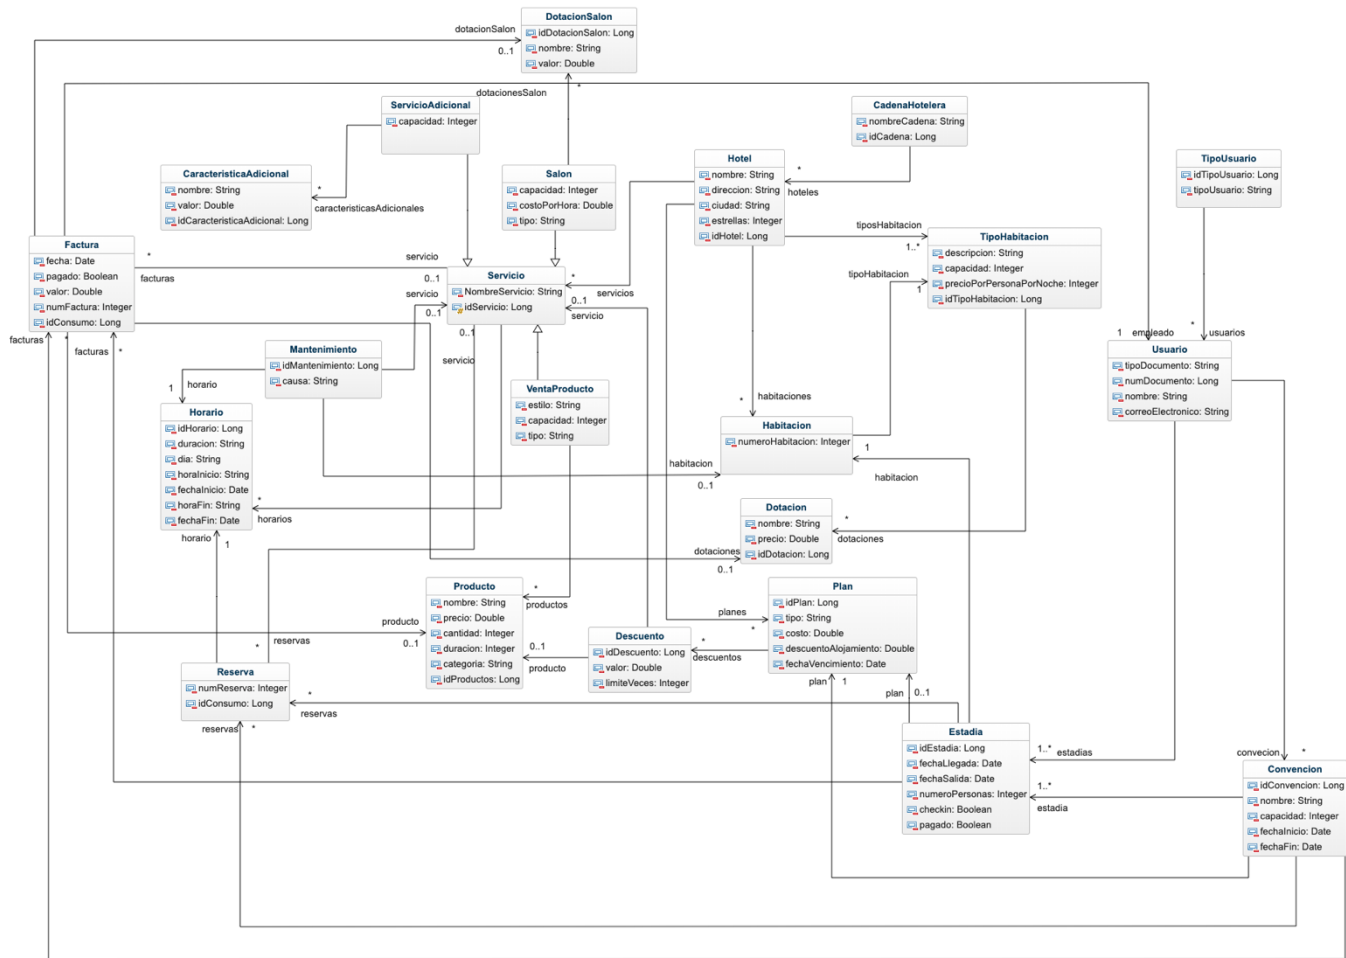 DotacionSalon
idDotacionSalon: Long
nombre: String
valor: Double
dotacionSalon
0..1
*
dotacionesSalon
ServicioAdicional
capacidad: Integer
CadenaHotelera
nombreCadena: String
idCadena: Long
CaracteristicaAdicional
nombre: String
valor: Double
idCaracteristicaAdicional: Long
*
caracteristicasAdicionales
Salon
capacidad: Integer
costoPorHora: Double
tipo: String
Hotel
nombre: String
direccion: String
ciudad: String
estrellas: Integer
idHotel: Long
*
hoteles
TipoUsuario
idTipoUsuario: Long
tipoUsuario: String
tiposHabitacion
1..*
TipoHabitacion
descripcion: String
capacidad: Integer
precioPorPersonaPorNoche: Integer
idTipoHabitacion: Long
tipoHabitacion
1
Factura
fecha: Date
pagado: Boolean
valor: Double
numFactura: Integer
idConsumo: Long
*
facturas
servicio
0..1
Servicio
NombreServicio: String
idServicio: Long
*
servicios
0..1
servicio
servicio
0..1
0..1
servicio
facturas
*
facturas
*
Mantenimiento
idMantenimiento: Long
causa: String
1
horario
Horario
idHorario: Long
duracion: String
dia: String
horaInicio: String
fechaInicio: Date
horaFin: String
fechaFin: Date
*
horarios
horario
1
VentaProducto
estilo: String
capacidad: Integer
tipo: String
1
empleado
*
usuarios
Usuario
tipoDocumento: String
numDocumento: Long
nombre: String
correoElectronico: String
*
habitaciones
Habitacion
numeroHabitacion: Integer
1
habitacion
habitacion
0..1
Dotacion
nombre: String
precio: Double
idDotacion: Long
*
dotaciones
dotaciones
0..1
Producto
nombre: String
precio: Double
cantidad: Integer
duracion: Integer
categoria: String
idProductos: Long
*
productos
producto
0..1
0..1
producto
Descuento
idDescuento: Long
valor: Double
limiteVeces: Integer
*
descuentos
planes
*
Plan
idPlan: Long
tipo: String
costo: Double
descuentoAlojamiento: Double
fechaVencimiento: Date
plan
1
plan
0..1
Reserva
numReserva: Integer
idConsumo: Long
*
reservas
*
reservas
reservas
*
Estadia
idEstadia: Long
fechaLlegada: Date
fechaSalida: Date
numeroPersonas: Integer
checkin: Boolean
pagado: Boolean
1..*
estadias
1..*
estadia
convecion
*
Convencion
idConvencion: Long
nombre: String
capacidad: Integer
fechaInicio: Date
fechaFin: Date